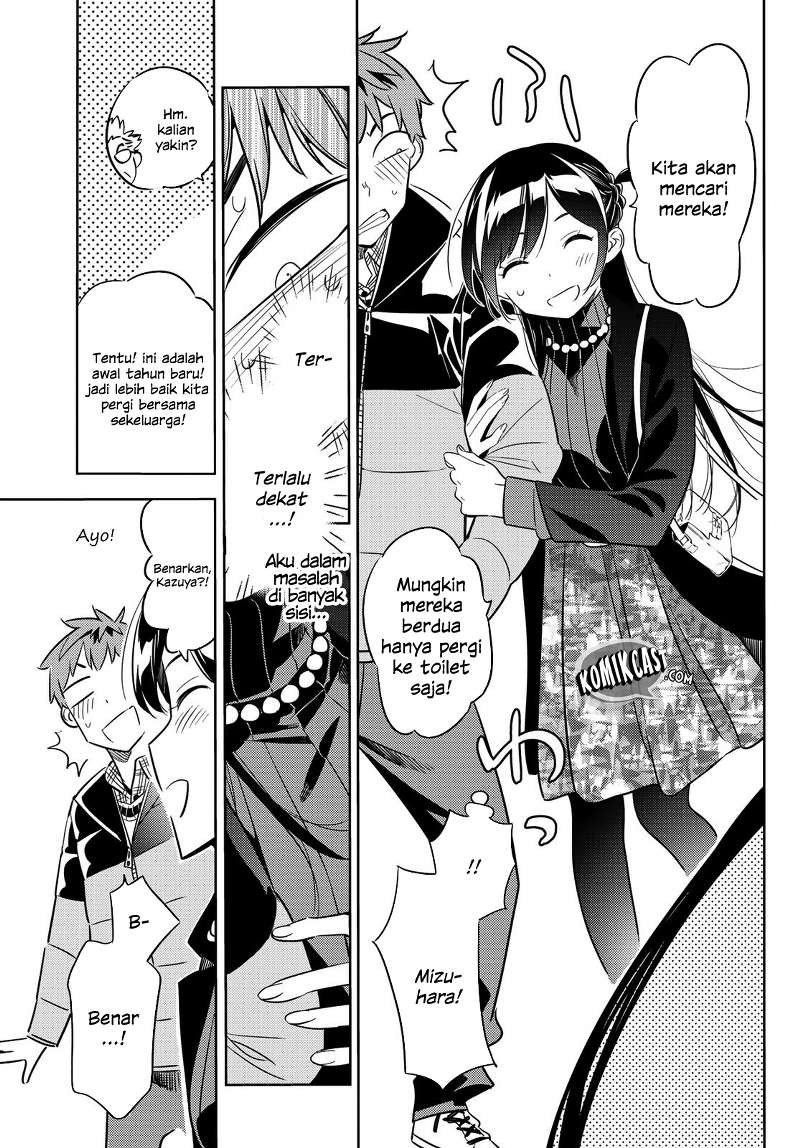 Kita akan
mencari
mereka!
ぷ
Mungkin
mereka
berdua
hanya pergi
ke toilet
saja!
KOMIKCAST
.COM
!!
Mizu-
hara!
Ter-
Terlalu
dekat
...!
Aku dalam
masalah
di banyak
sisi...
Hm.
kalian
yakin?
Tentu! ini adalah
awal tahun baru!
jadi lebih baik kita
pergi bersama
sekeluarga!
Ayo!
Benarkan,
Kazuya?!
B-
Benar
...!